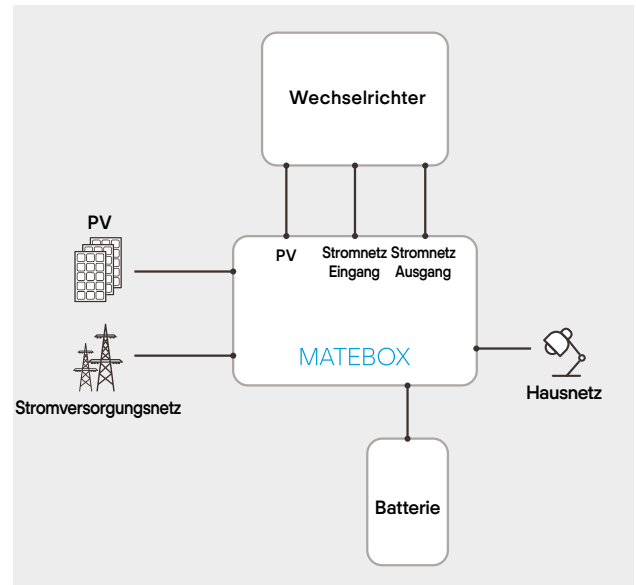 Wechselrichter
PV
PV
Stromnetz
Eingang
Stromnetz
Ausgang
MATEBOX
Stromversorgungsnetz
Hausnetz
Batterie